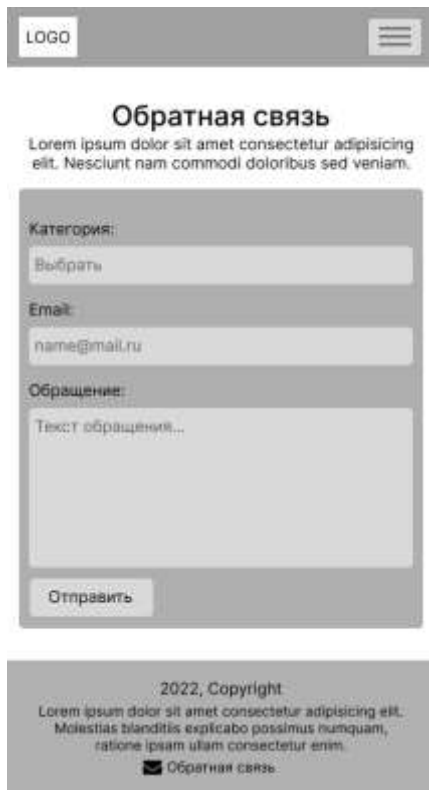 LOGO
Обратная связь
Lorem ipsum dolor sit amet consectetur adipisicing
elit. Nesciunt nam commodi doloribus sed veniam.
Категория:
Выбрать
Email:
name@mail.ru
Обращение:
Текст обращения...
Отправить
2022, Copyright
Lorem ipsum dolor sit amet consectetur adipisicing elit.
Molestias blanditiis explicabo possimus numquam,
ratione ipsam ullam consectetur enim.
Обратная связь